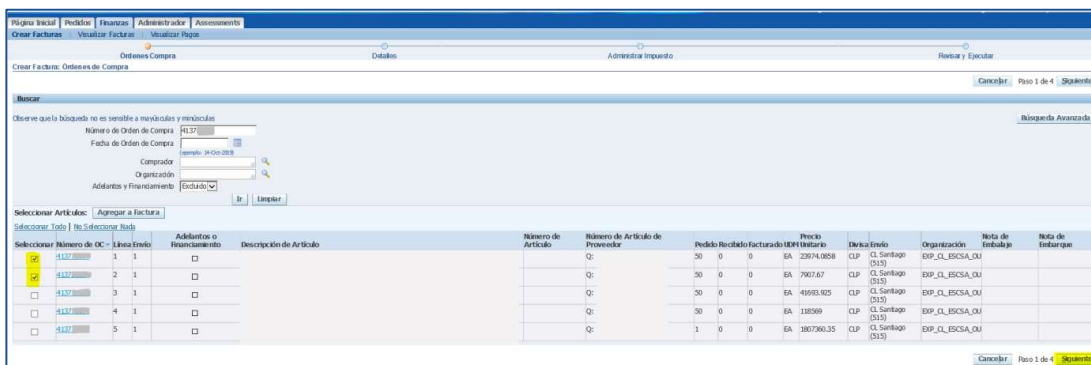 Página Inicial Pedidos Finanzas Administrador Assessments
Crear Facturas Visualizar Facturas Visualizar Pagos
Órdenes Compra Detalles Administrar Impuesto Revisar y Ejecutar
Crear Factura: Órdenes de Compra
Cancelar Paso 1 de 4 Siguiente
Buscar
Observe que la búsqueda no es sensible a mayúsculas y minúsculas Búsqueda Avanzada
Número de Orden de Compra 4137
Fecha de Orden de Compra
(ejemplo: 14-Oct-2019)
Comprador
Organización
Adelantos y Financiamiento Excluido
Ir Limpiar
Seleccionar Artículos: Agregar a Factura
Seleccionar Todo | No Seleccionar Nada
Seleccionar Número de OC Línea Envío Adelantos o Financiamiento Descripción de Artículo Número de Artículo Número de Artículo de Proveedor Pedido Recibido Facturado UDM Precio Unitario Divisa Envío Organización Nota de Embalaje Nota de Embarque
4137 1 1 Q: 50 0 0 EA 23974.0858 CLP CL Santiago (515) EXP_CL_ESCSA_OU
4137 2 1 Q: 50 0 0 EA 7907.67 CLP CL Santiago (515) EXP_CL_ESCSA_OU
4137 3 1 Q: 50 0 0 EA 41693.925 CLP CL Santiago (515) EXP_CL_ESCSA_OU
4137 4 1 Q: 50 0 0 EA 118569 CLP CL Santiago (515) EXP_CL_ESCSA_OU
4137 5 1 Q: 1 0 0 EA 1807360.35 CLP CL Santiago (515) EXP_CL_ESCSA_OU
Cancelar Paso 1 de 4 Siguiente